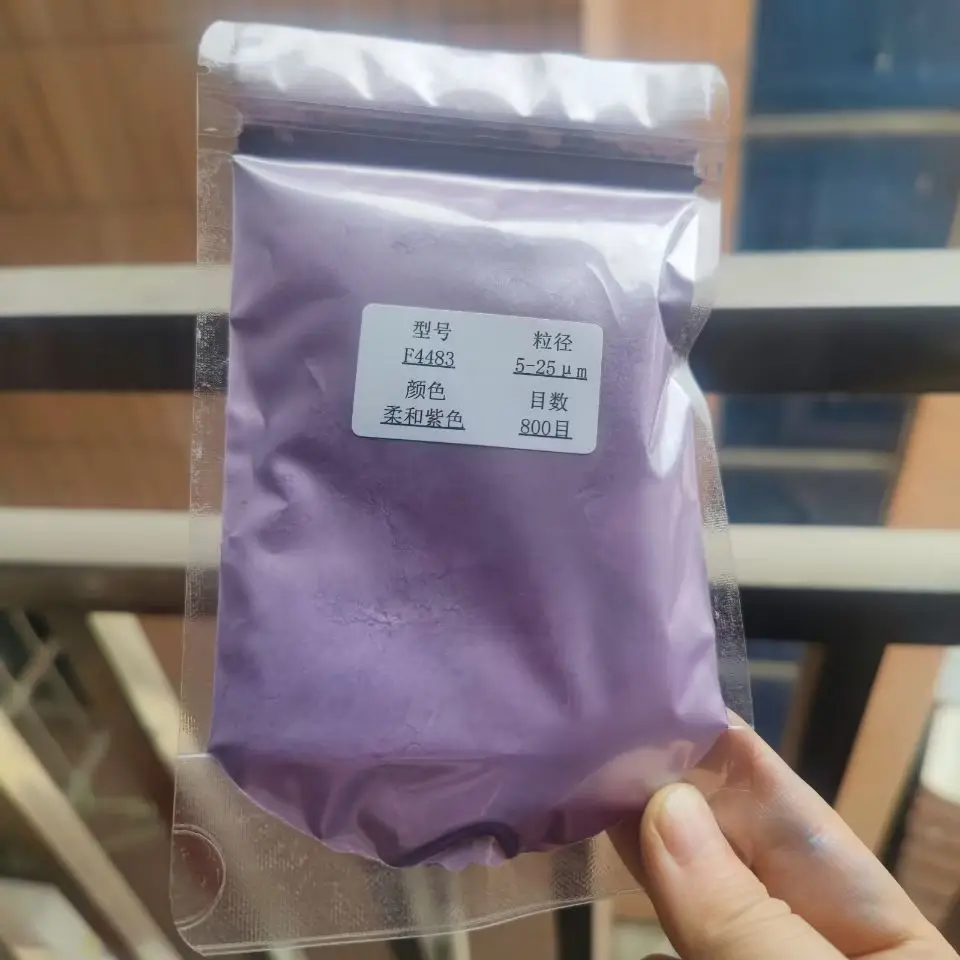 型号 粒径
F4483 5-25μm
颜色 目数
柔和紫色 800目